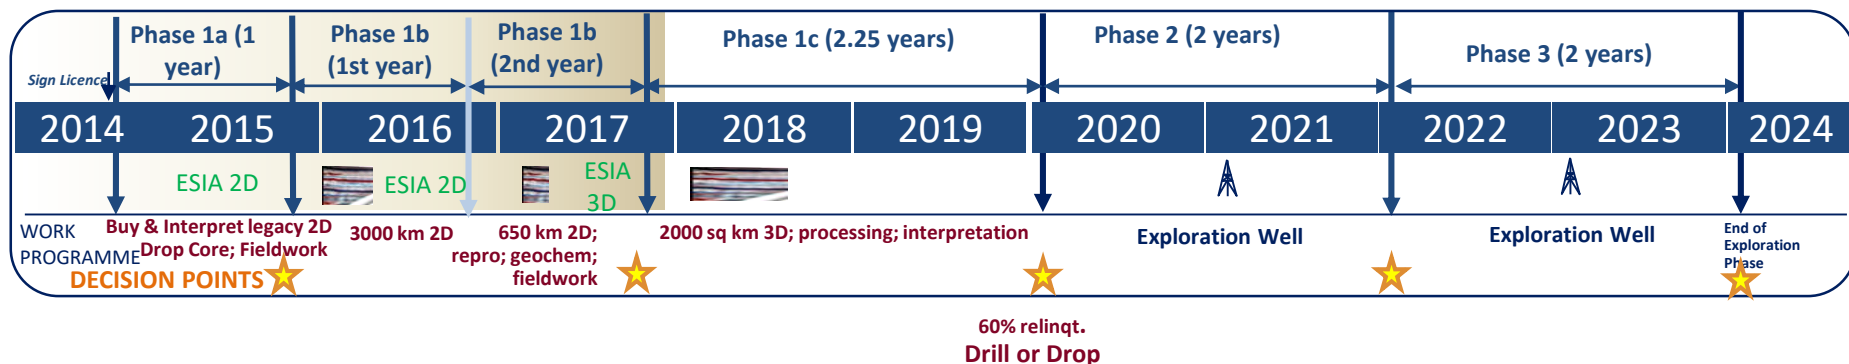 Phase 1a (1
year)
Phase 1b
(1st year)
Phase 1b
(2nd year)
Phase 1c (2.25 years)
Phase 2 (2 years)
Phase 3 (2 years)
Sign Licence
2014
2015
2016
2017
2018
2019
2020
2021
2022
2023
2024
ESIA 2D
ESIA 2D
ESIA
3D
WORK
PROGRAMME
Buy & Interpret legacy 2D
Drop Core; Fieldwork
3000 km 2D
650 km 2D;
repro; geochem;
fieldwork
2000 sq km 3D; processing; interpretation
Exploration Well
Exploration Well
End of
Exploration
Phase
DECISION POINTS
60% relinqt.
Drill or Drop